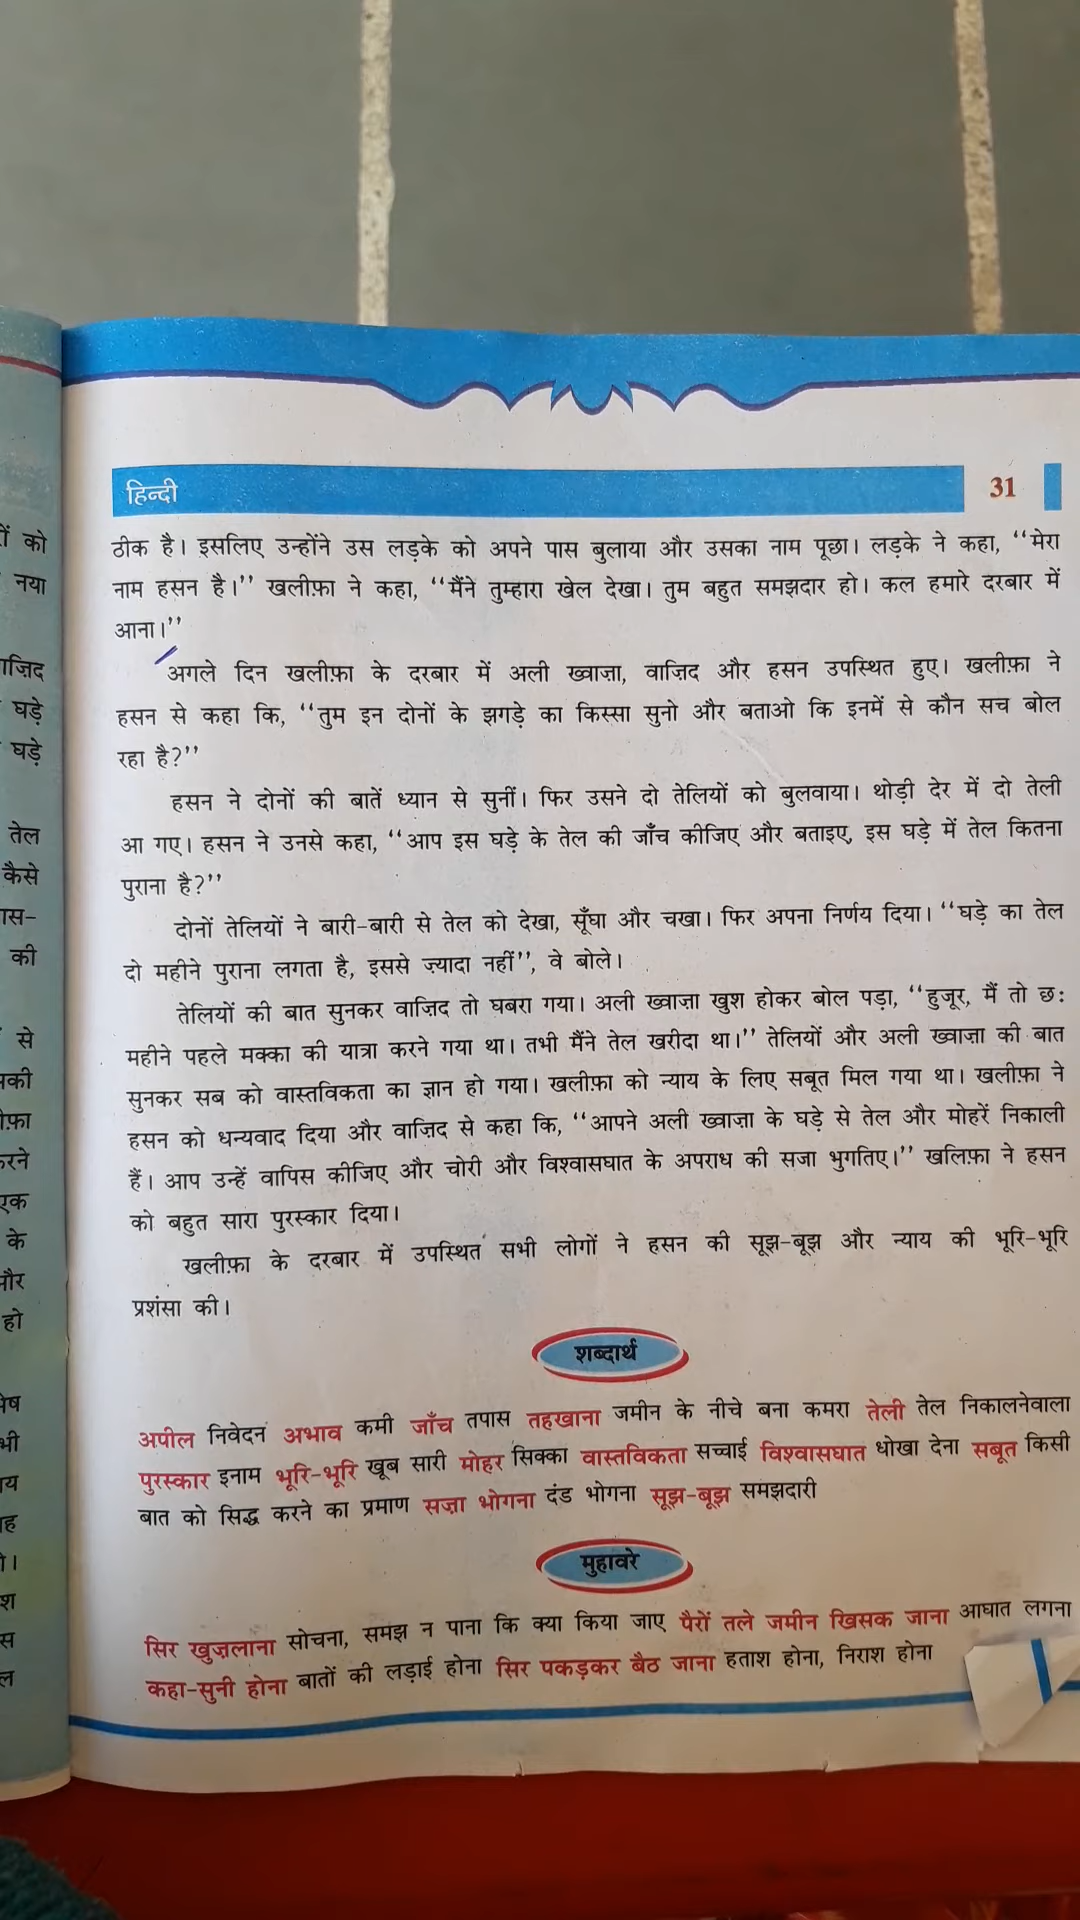 हिन्दी
31
ठीक है। इसलिए उन्होंने उस लड़के को अपने पास बुलाया और उसका नाम पूछा। लड़के ने कहा, ‘‘मेरा
नाम हसन है।’’ खलीफ़ा ने कहा, ‘‘मैंने तुम्हारा खेल देखा। तुम बहुत समझदार हो। कल हमारे दरबार में
आना।’’
अगले दिन खलीफ़ा के दरबार में अली ख्वाज़ा, वाज़िद और हसन उपस्थित हुए। खलीफ़ा ने
हसन से कहा कि, ‘‘तुम इन दोनों के झगड़े का किस्सा सुनो और बताओ कि इनमें से कौन सच बोल
रहा है?’’
हसन ने दोनों की बातें ध्यान से सुनीं। फिर उसने दो तेलियों को बुलवाया। थोड़ी देर में दो तेली
आ गए। हसन ने उनसे कहा, ‘‘आप इस घड़े के तेल की जाँच कीजिए और बताइए, इस घड़े में तेल कितना
पुराना है?’’
दोनों तेलियों ने बारी-बारी से तेल को देखा, सूँघा और चखा। फिर अपना निर्णय दिया। ‘‘घड़े का तेल
दो महीने पुराना लगता है, इससे ज़्यादा नहीं’’, वे बोले।
तेलियों की बात सुनकर वाज़िद तो घबरा गया। अली ख्वाज़ा खुश होकर बोल पड़ा, ‘‘हुजूर, मैं तो छः
महीने पहले मक्का की यात्रा करने गया था। तभी मैंने तेल खरीदा था।’’ तेलियों और अली ख्वाज़ा की बात
सुनकर सब को वास्तविकता का ज्ञान हो गया। खलीफ़ा को न्याय के लिए सबूत मिल गया था। खलीफ़ा ने
हसन को धन्यवाद दिया और वाज़िद से कहा कि, ‘‘आपने अली ख्वाज़ा के घड़े से तेल और मोहरें निकाली
हैं। आप उन्हें वापिस कीजिए और चोरी और विश्वासघात के अपराध की सजा भुगतिए।’’ खलिफ़ा ने हसन
को बहुत सारा पुरस्कार दिया।
खलीफ़ा के दरबार में उपस्थित सभी लोगों ने हसन की सूझ-बूझ और न्याय की भूरि-भूरि
प्रशंसा की।
शब्दार्थ
अपील निवेदन अभाव कमी जाँच तपास तहखाना जमीन के नीचे बना कमरा तेली तेल निकालनेवाला
पुरस्कार इनाम भूरि-भूरि खूब सारी मोहर सिक्का वास्तविकता सच्चाई विश्वासघात धोखा देना सबूत किसी
बात को सिद्ध करने का प्रमाण सज़ा भोगना दंड भोगना सूझ-बूझ समझदारी
मुहावरे
सिर खुज़लाना सोचना, समझ न पाना कि क्या किया जाए पैरों तले जमीन खिसक जाना आघात लगना
कहा-सुनी होना बातों की लड़ाई होना सिर पकड़कर बैठ जाना हताश होना, निराश होना